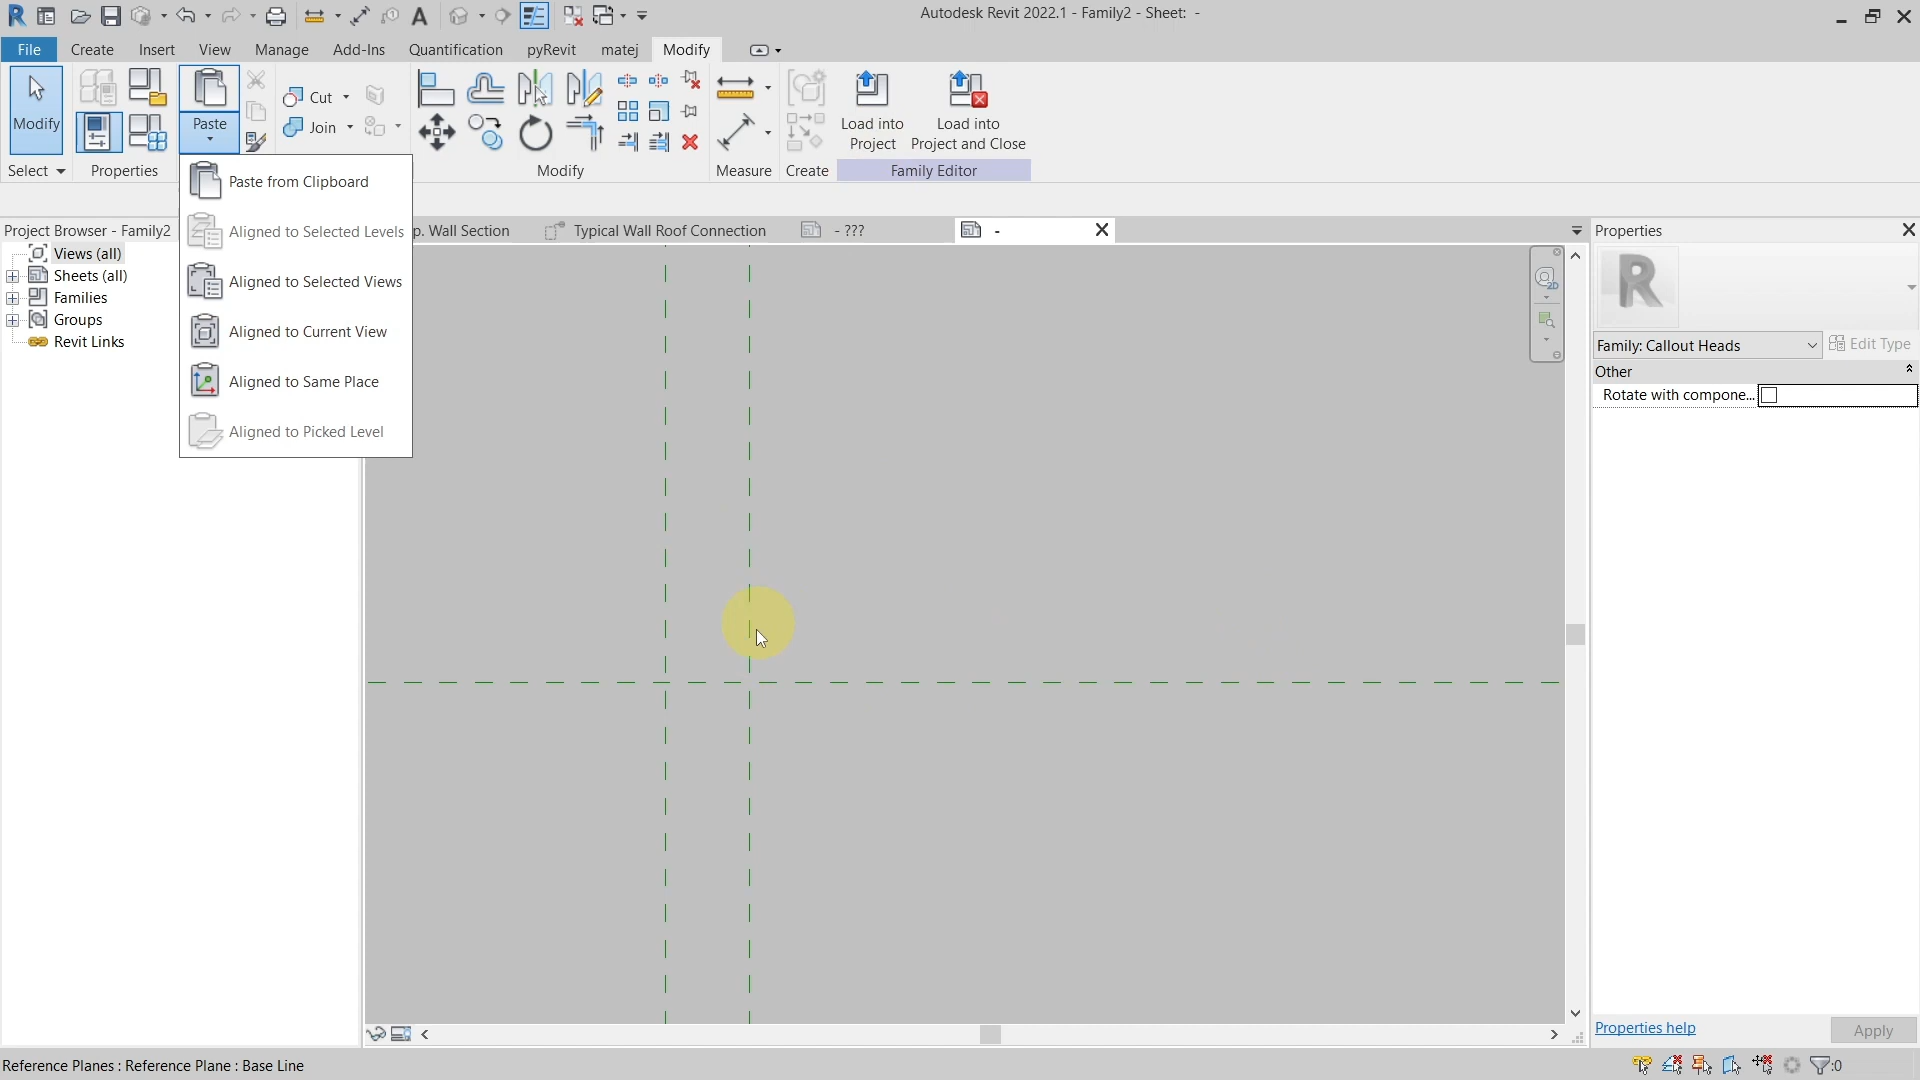 Autodesk Revit 2022.1 - Family2 - Sheet: -
File
Create
Insert
View
Manage
Add-Ins
Quantification
pyRevit
matej
Modify
Modify
Paste
Cut
Join
Load into
Project
Load into
Project and Close
Select
Properties
Modify
Measure
Create
Family Editor
Paste from Clipboard
Aligned to Selected Levels
Aligned to Selected Views
Aligned to Current View
Aligned to Same Place
Aligned to Picked Level
Project Browser - Family2
Views (all)
Sheets (all)
Families
Groups
Revit Links
p. Wall Section
Typical Wall Roof Connection
- ???
-
2D
Properties
R
Family: Callout Heads
Edit Type
Other
Rotate with compone...
Properties help
Apply
Reference Planes : Reference Plane : Base Line
:0